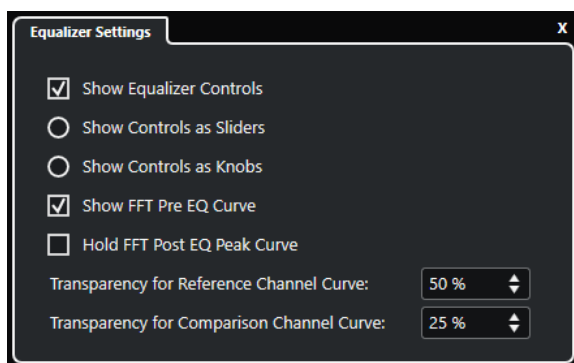 Equalizer Settings X
Show Equalizer Controls
Show Controls as Sliders
Show Controls as Knobs
Show FFT Pre EQ Curve
Hold FFT Post EQ Peak Curve
Transparency for Reference Channel Curve: 50 %
Transparency for Comparison Channel Curve: 25 %